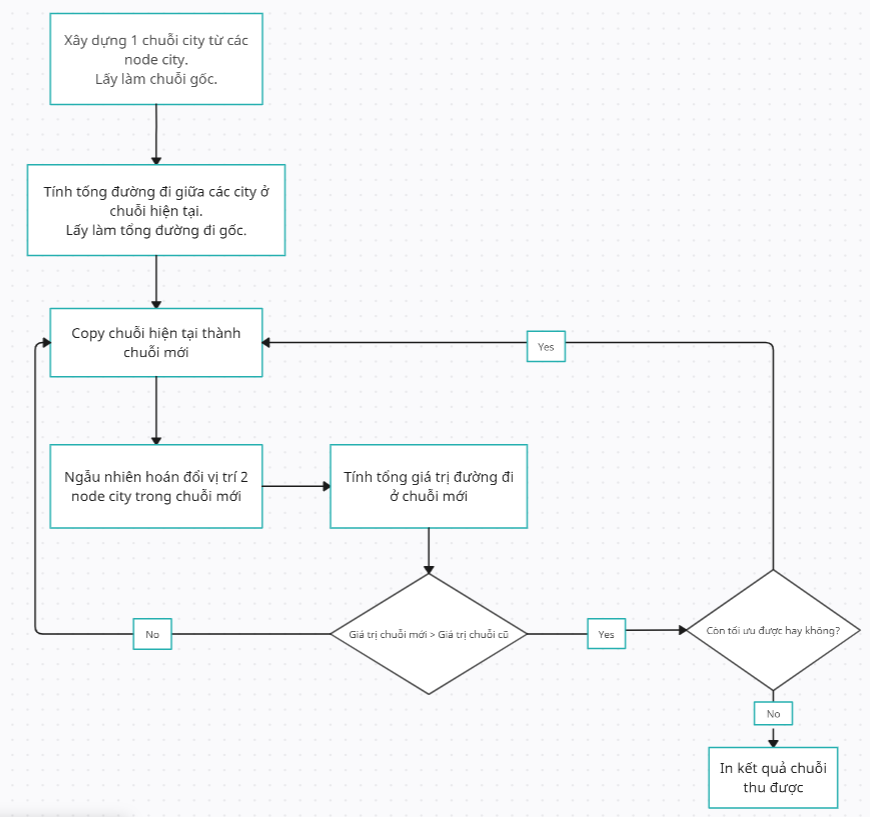 Xây dựng 1 chuỗi city từ các
node city.
Lấy làm chuỗi gốc.
Tính tổng đường đi giữa các city ở
chuỗi hiện tại.
Lấy làm tổng đường đi gốc.
Copy chuỗi hiện tại thành
chuỗi mới
Yes
Ngẫu nhiên hoán đổi vị trí 2
node city trong chuỗi mới
Tính tổng giá trị đường đi
ở chuỗi mới
No
Giá trị chuỗi mới > Giá trị chuỗi cũ
Yes
Còn tối ưu được hay không?
No
In kết quả chuỗi
thu được